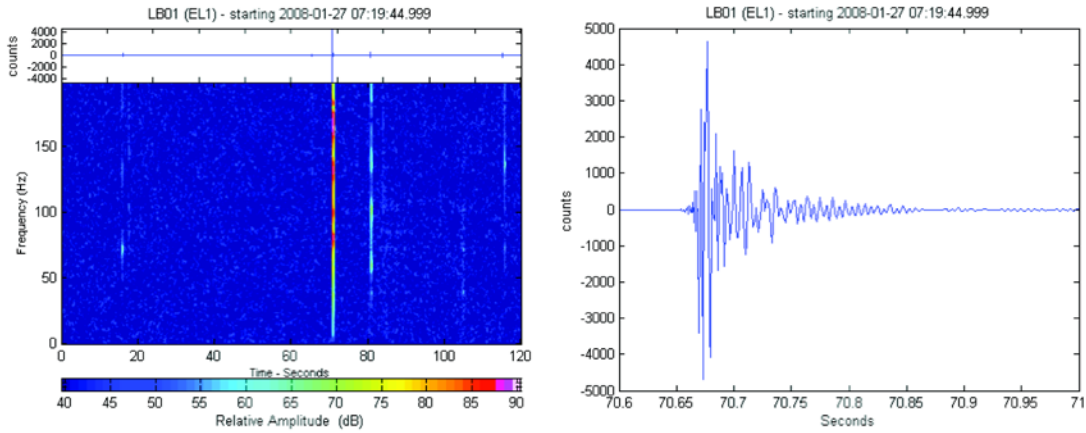 LB01 (EL1) - starting 2008-01-27 07:19:44.999
counts
4000
2000
0
-2000
-4000
Frequency (Hz)
150
100
50
0
0 20 40 60 80 100 120
Time - Seconds
40 45 50 55 60 65 70 75 80 85 90
Relative Amplitude (dB)
LB01 (EL1) - starting 2008-01-27 07:19:44.999
counts
5000
4000
3000
2000
1000
0
-1000
-2000
-3000
-4000
-5000
70.6 70.65 70.7 70.75 70.8 70.85 70.9 70.95 71
Seconds